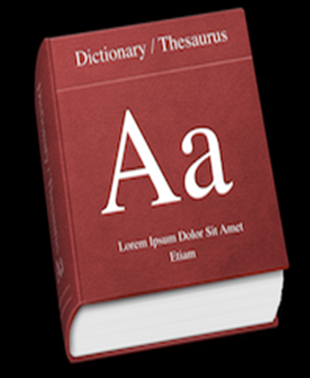 Dictionary / Thesaurus
Aa
Lorem Ipsum Dolor Sit Amet
Etiam